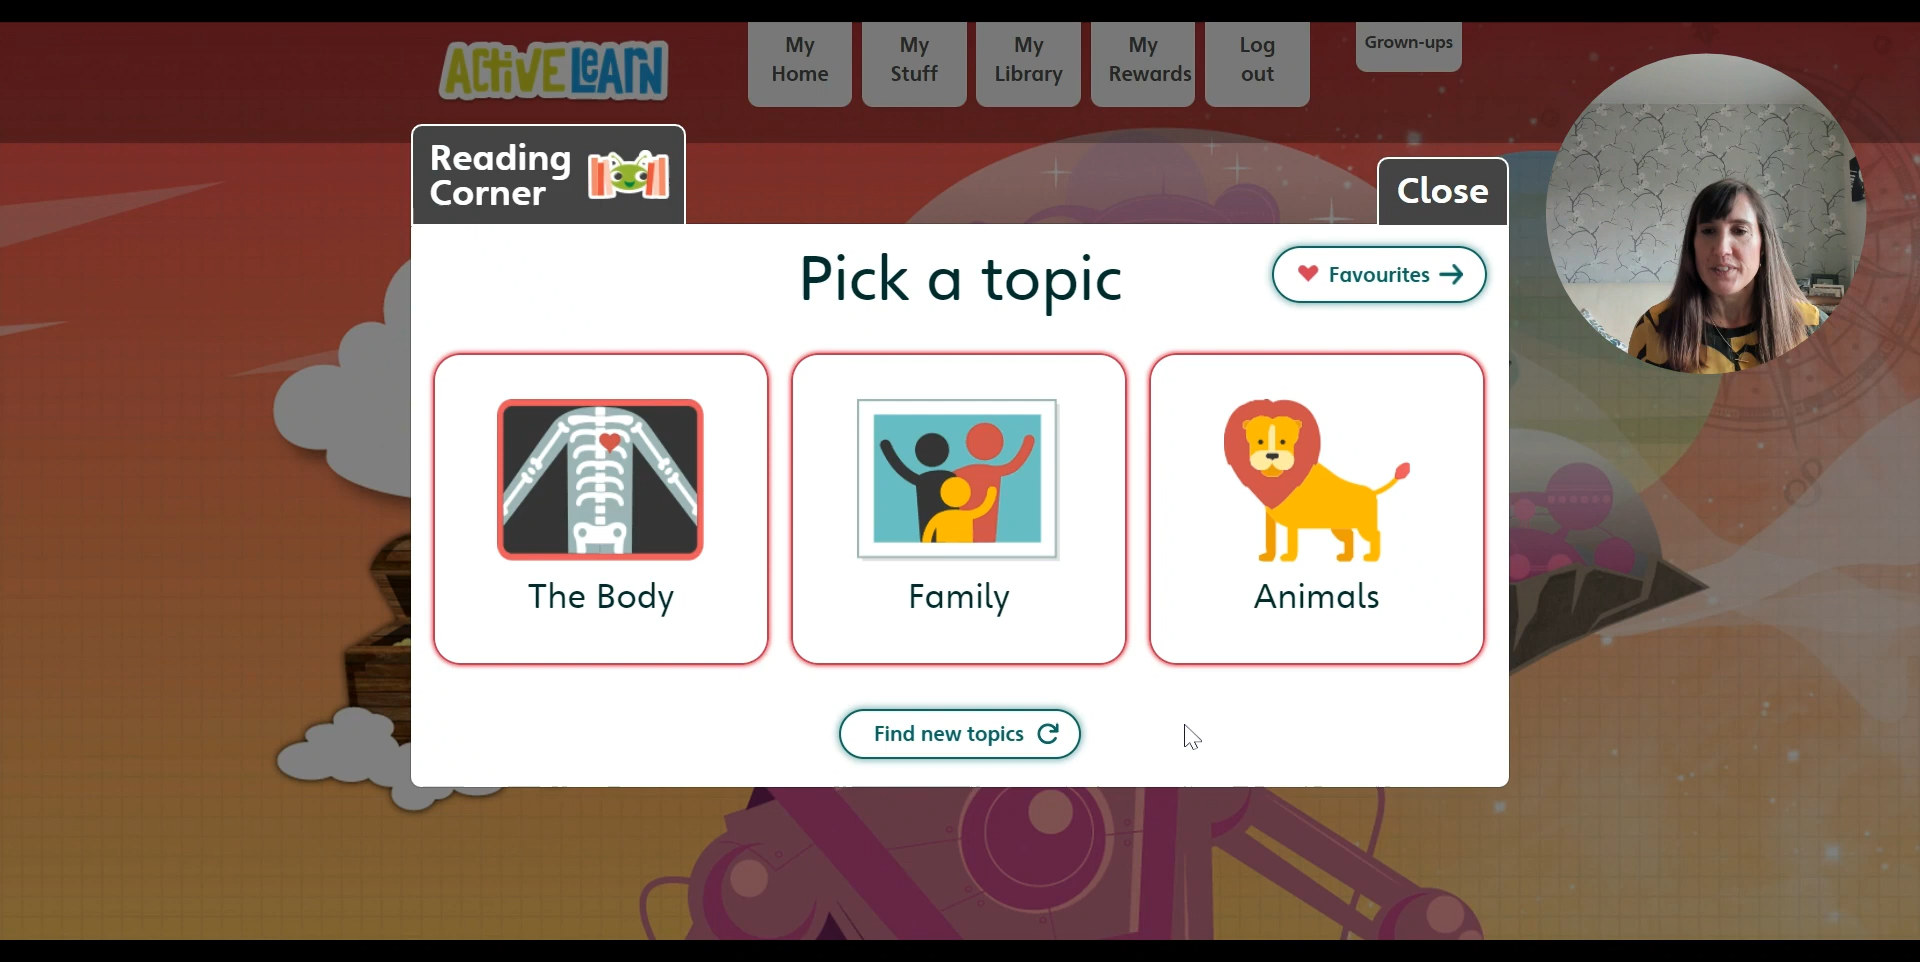 ACTIVE LEARN
My
Home
My
Stuff
My
Library
My
Rewards
Log
out
Grown-ups
Reading
Corner
Close
Pick a topic
Favourites
The Body
Family
Animals
Find new topics